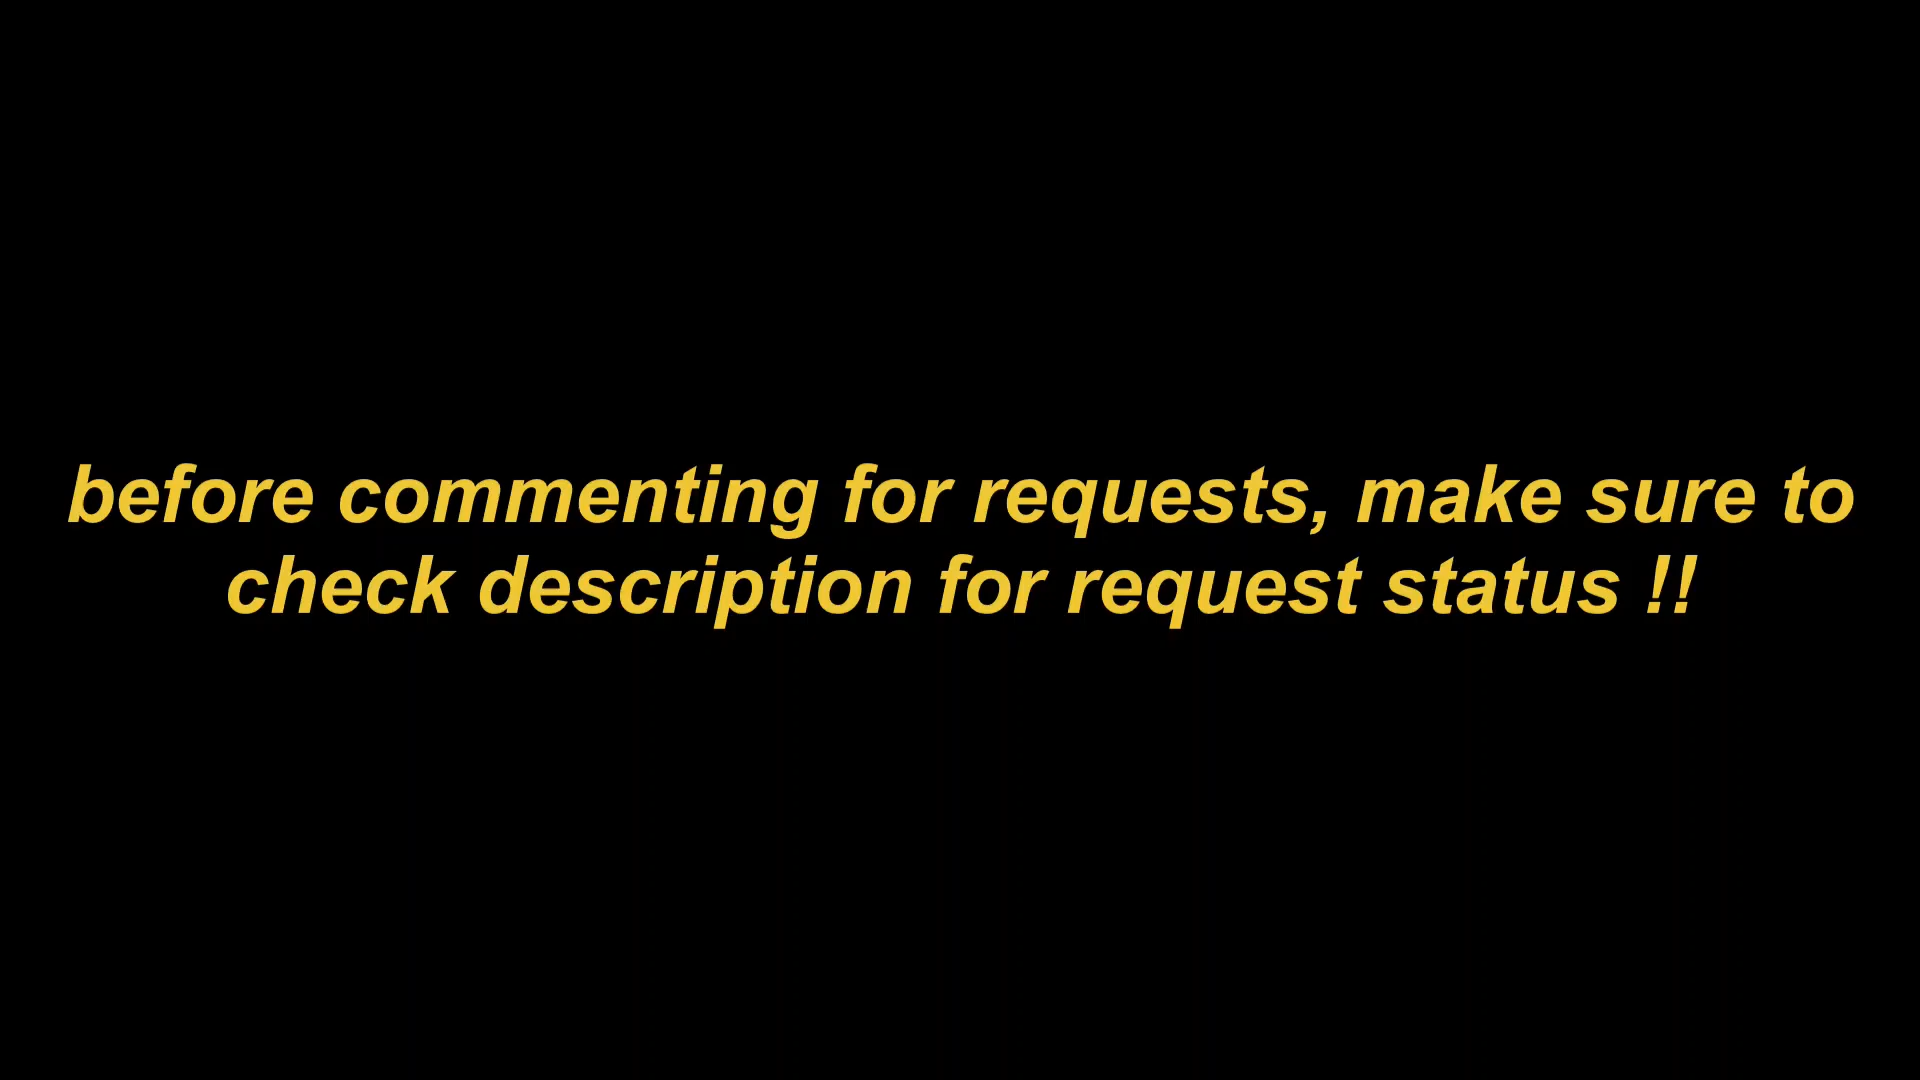 before commenting for requests, make sure to
check description for request status !!